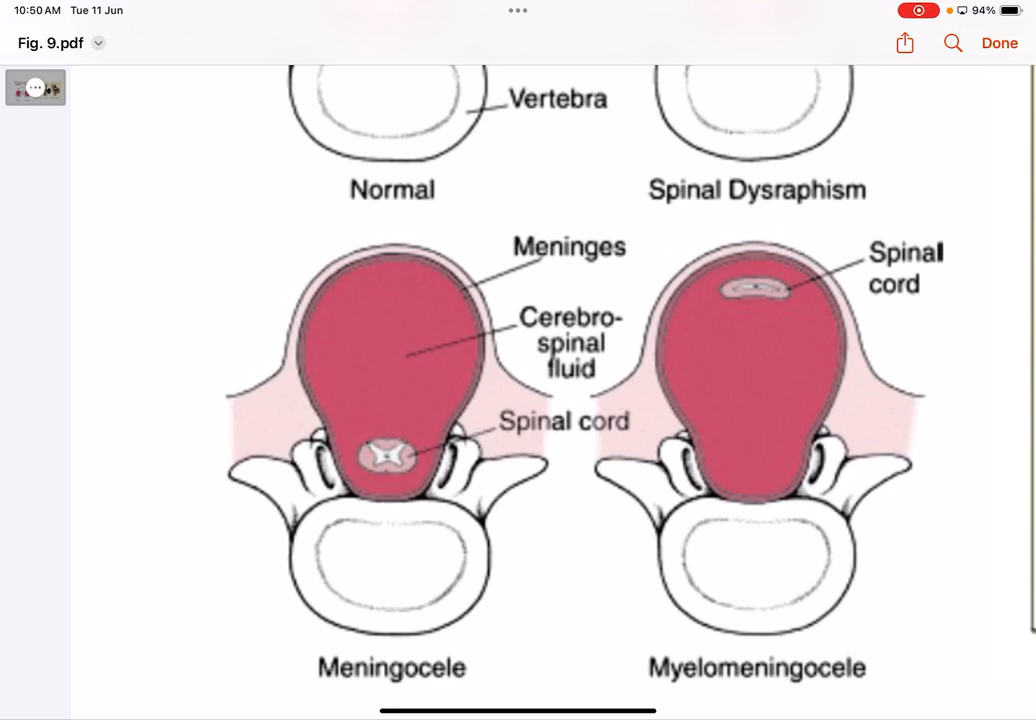 10:50 AM Tue 11 Jun
94%
Fig. 9.pdf
Done
Vertebra
Normal
Spinal Dysraphism
Meninges
Cerebro-
spinal
fluid
Spinal cord
Spinal
cord
Meningocele
Myelomeningocele